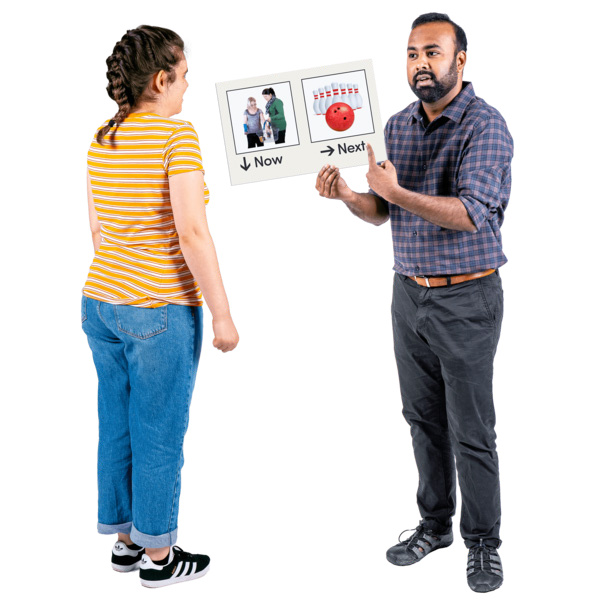 ↓ Now
→ Next